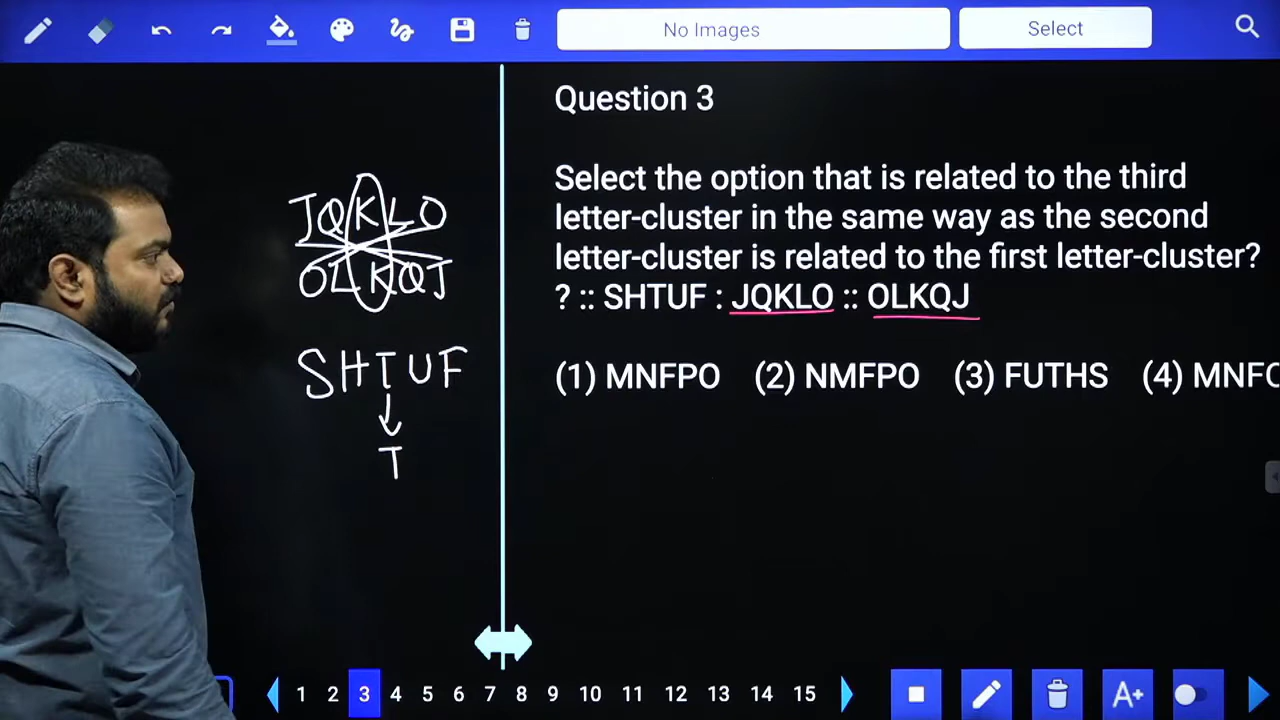 No Images
Select
Question 3
Select the option that is related to the third
letter-cluster in the same way as the second
letter-cluster is related to the first letter-cluster?
? :: SHTUF : JQKLO :: OLKQJ
(1) MNFPO (2) NMFPO (3) FUTHS (4) MNF
JQKLO
OLKQJ
SHTUF
T
1 2 3 4 5 6 7 8 9 10 11 12 13 14 15
A+